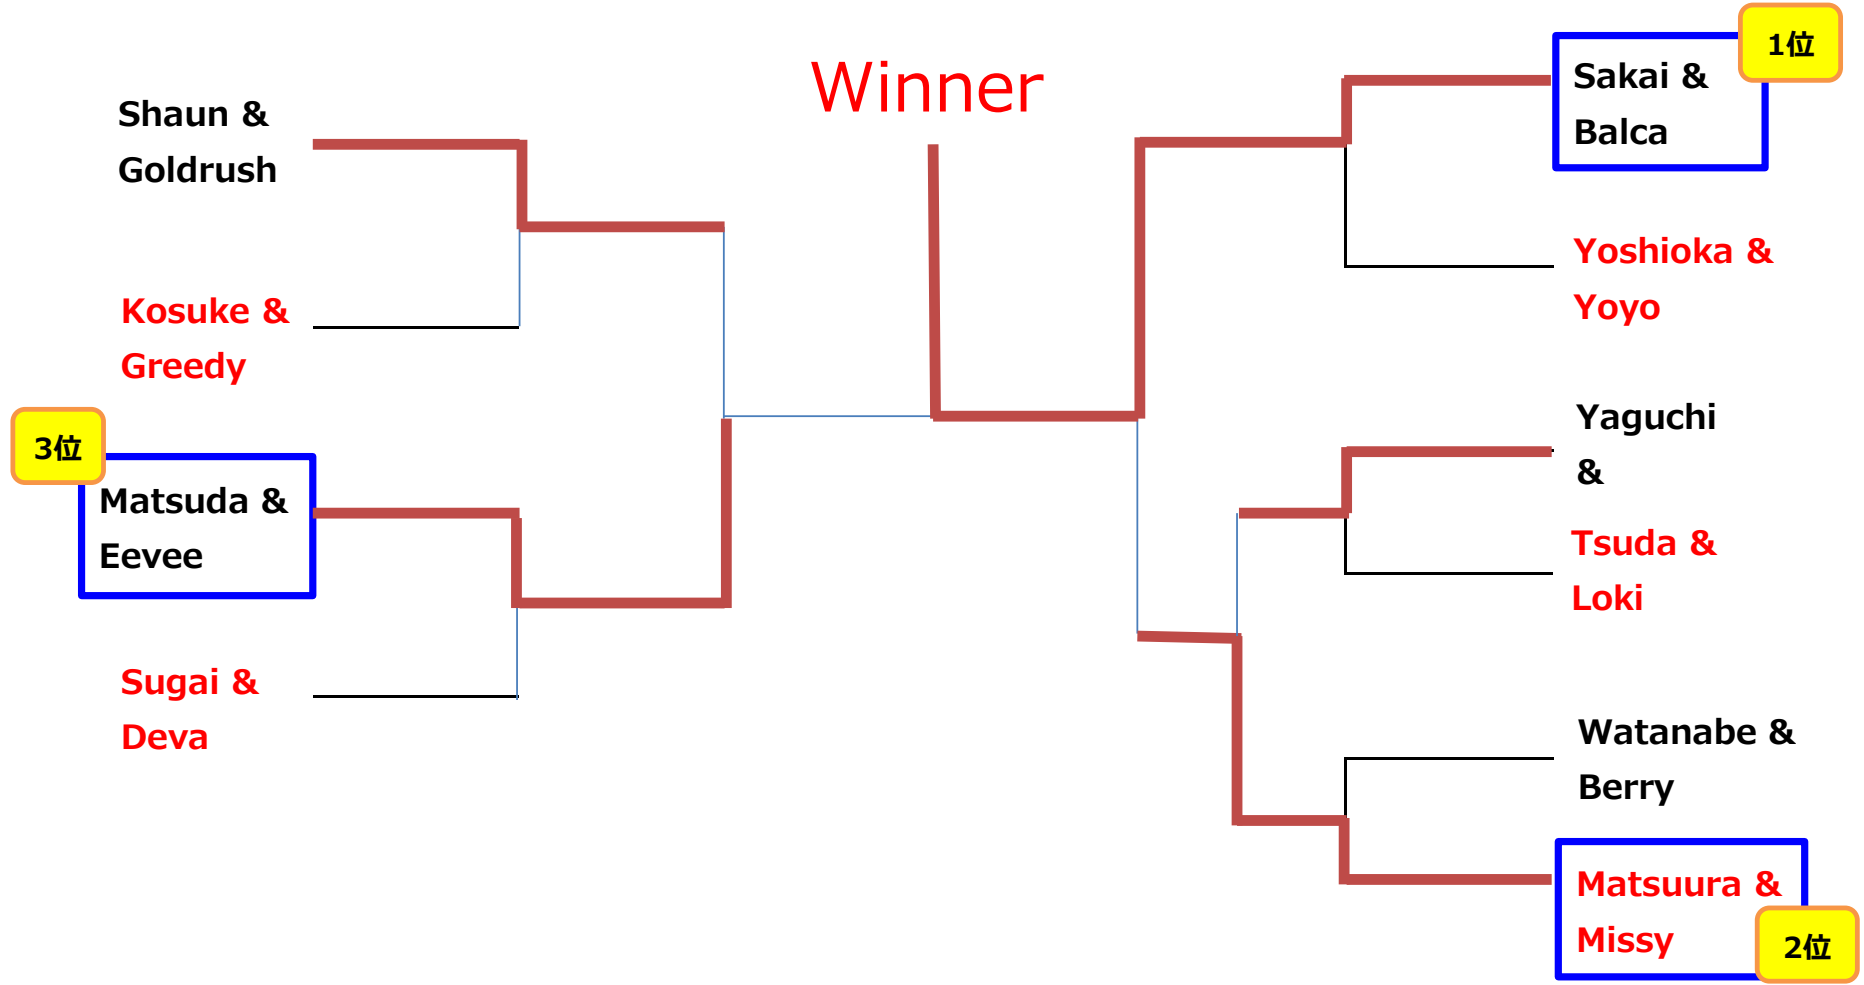 Winner
Shaun &
Goldrush
Kosuke &
Greedy
3位
Matsuda &
Eevee
Sugai &
Deva
1位
Sakai &
Balca
Yoshioka &
Yoyo
Yaguchi
&
Tsuda &
Loki
Watanabe &
Berry
Matsuura &
Missy
2位